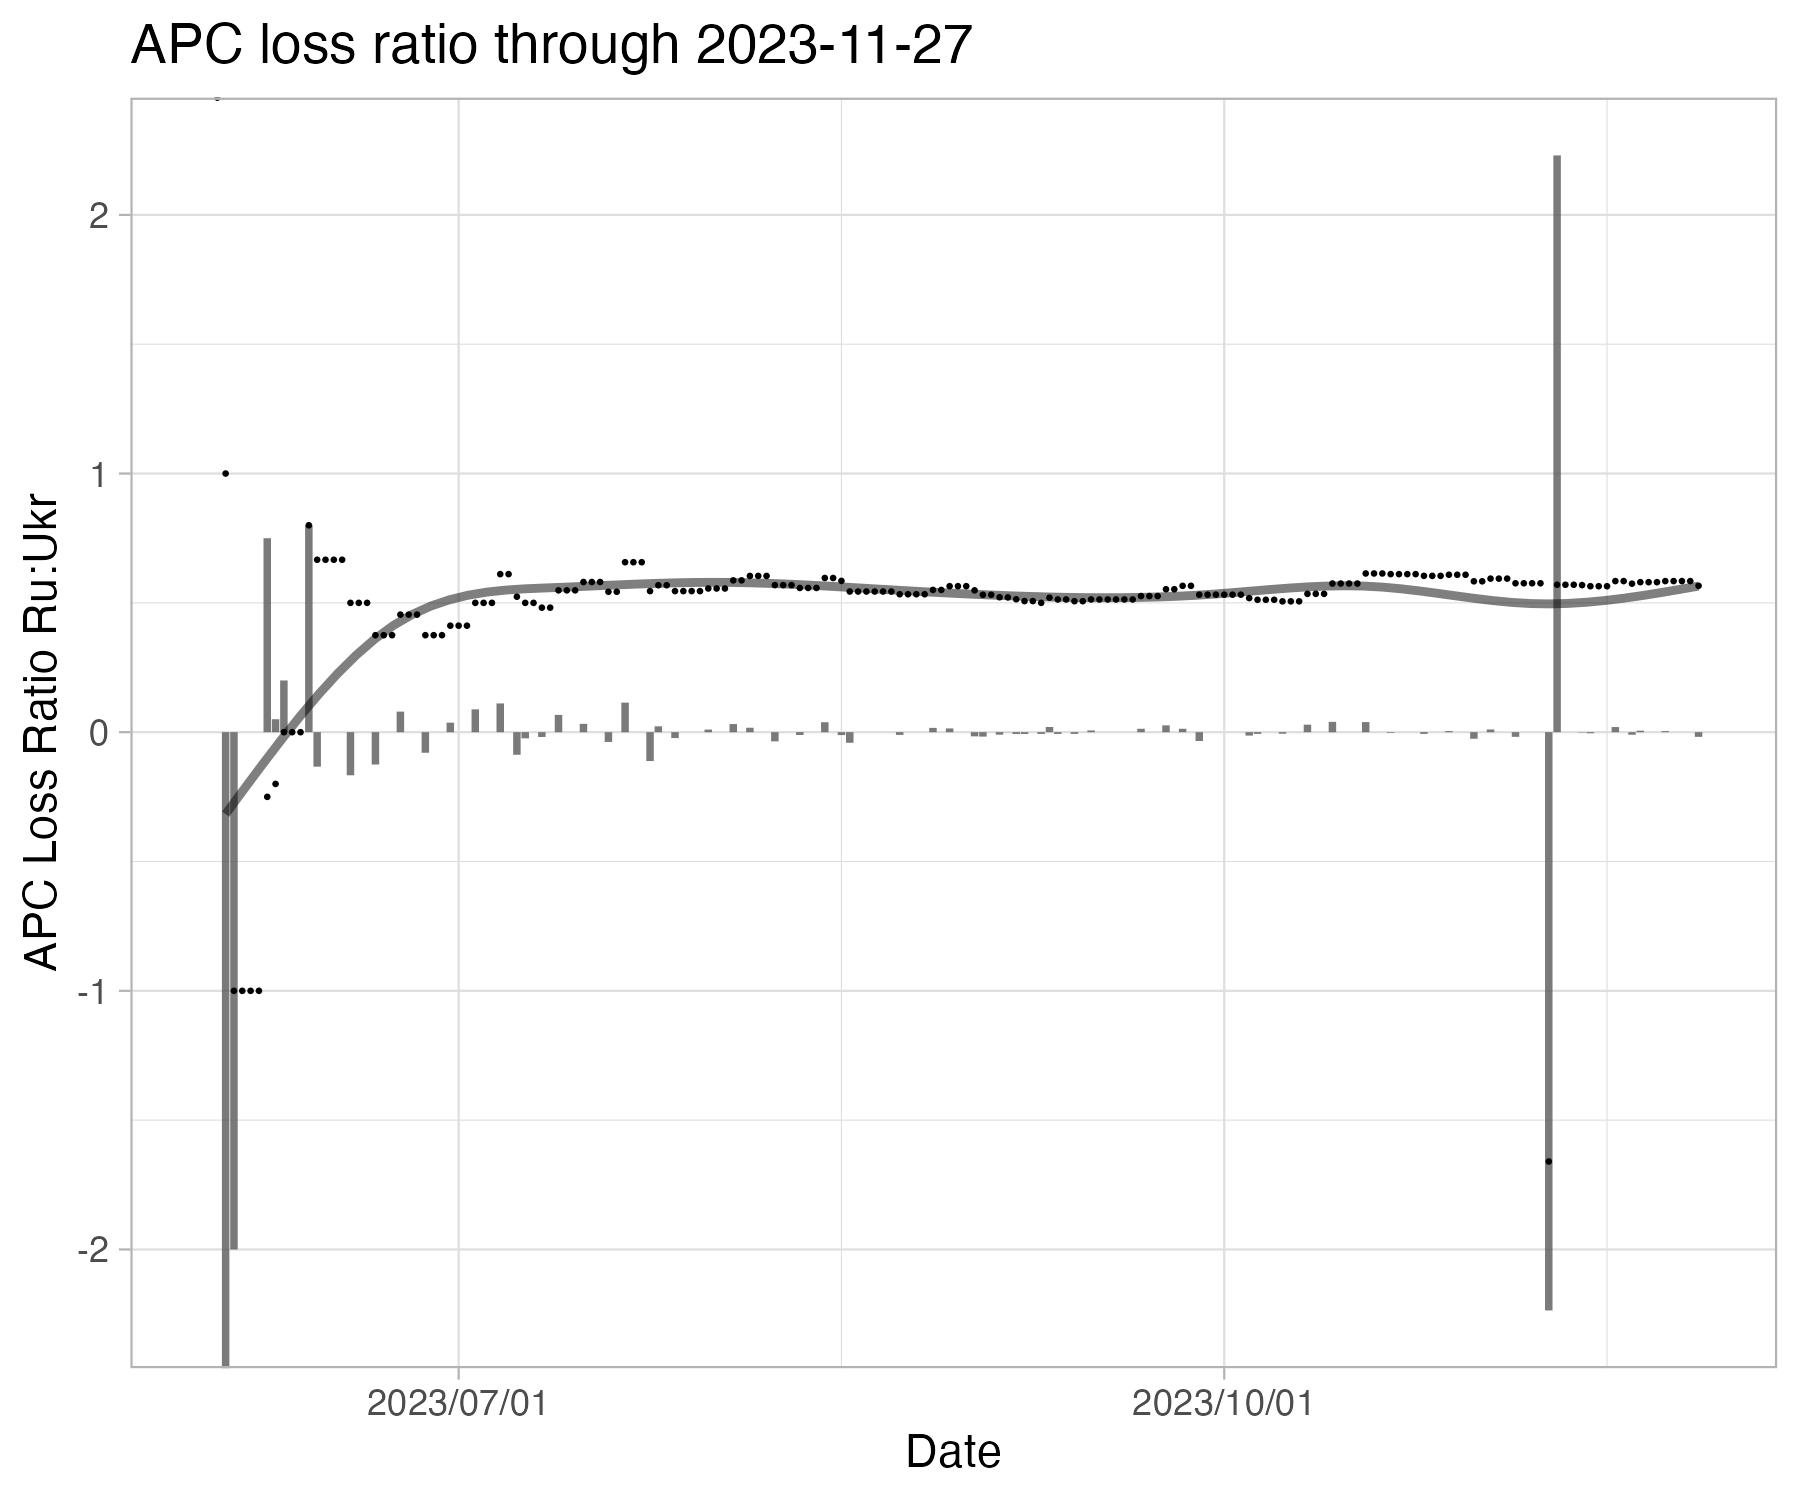 APC loss ratio through 2023-11-27
APC Loss Ratio Ru:Ukr
2
1
0
-1
-2
2023/07/01
2023/10/01
Date